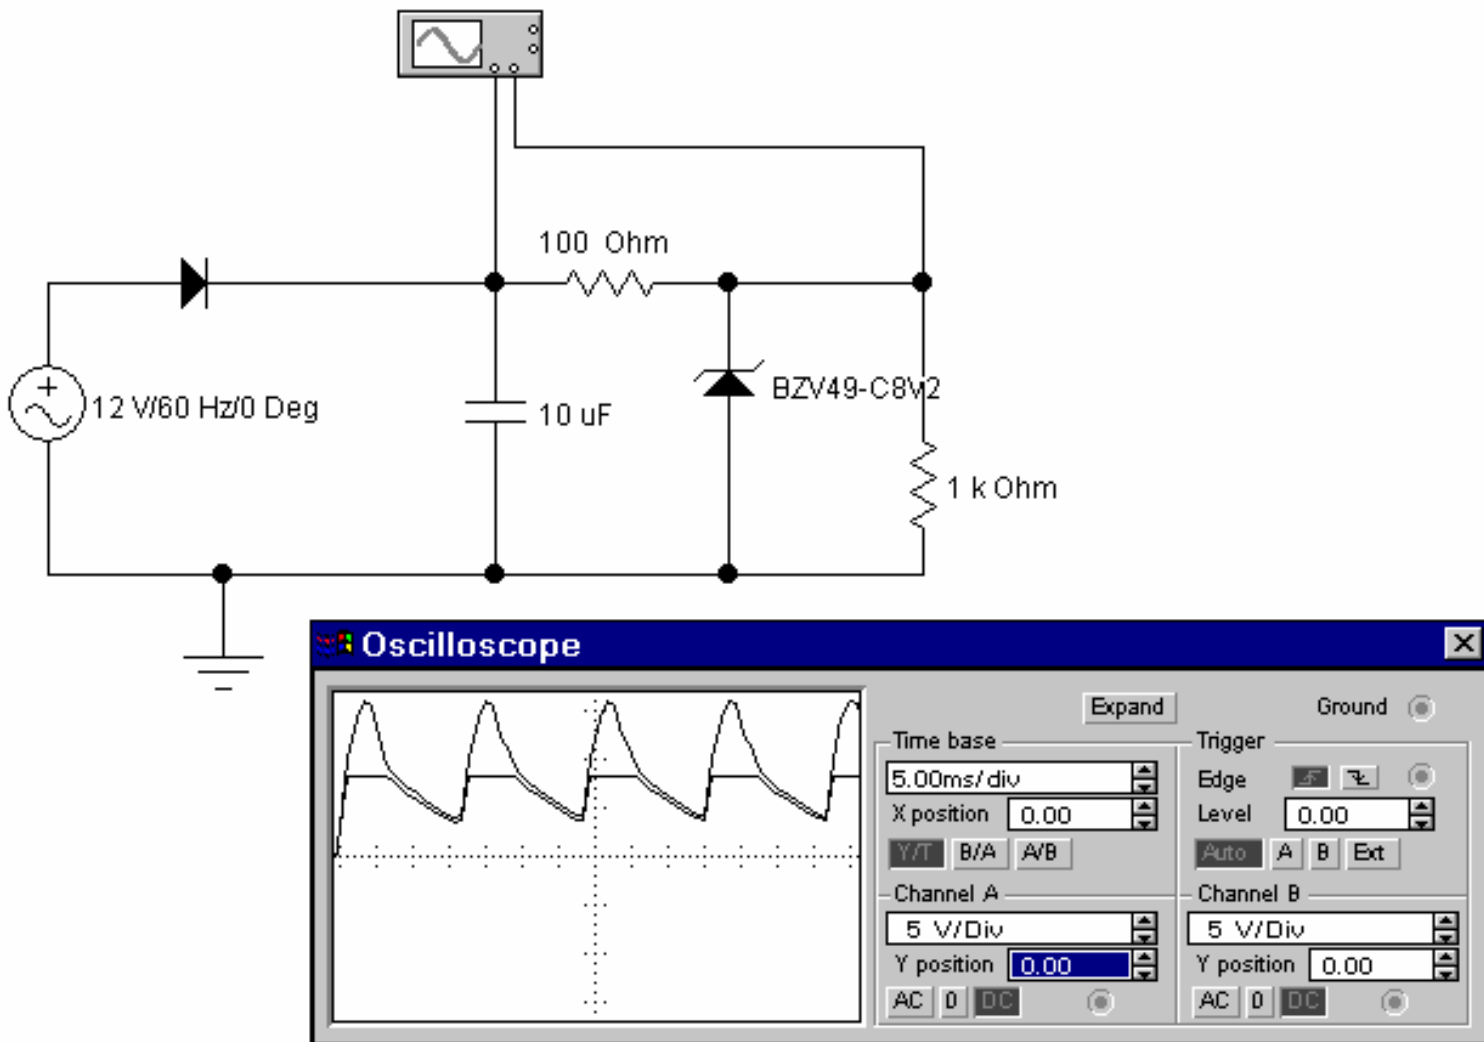 100 Ohm
12 V/60 Hz/0 Deg
10 uF
BZV49-C8V2
1 k Ohm
Oscilloscope
Expand
Ground
Time base
Trigger
5.00ms/div
Edge
X position 0.00
Level 0.00
Y/T B/A A/B
Auto A B Ext
Channel A
Channel B
5 V/Div
5 V/Div
Y position 0.00
Y position 0.00
AC 0 DC
AC 0 DC